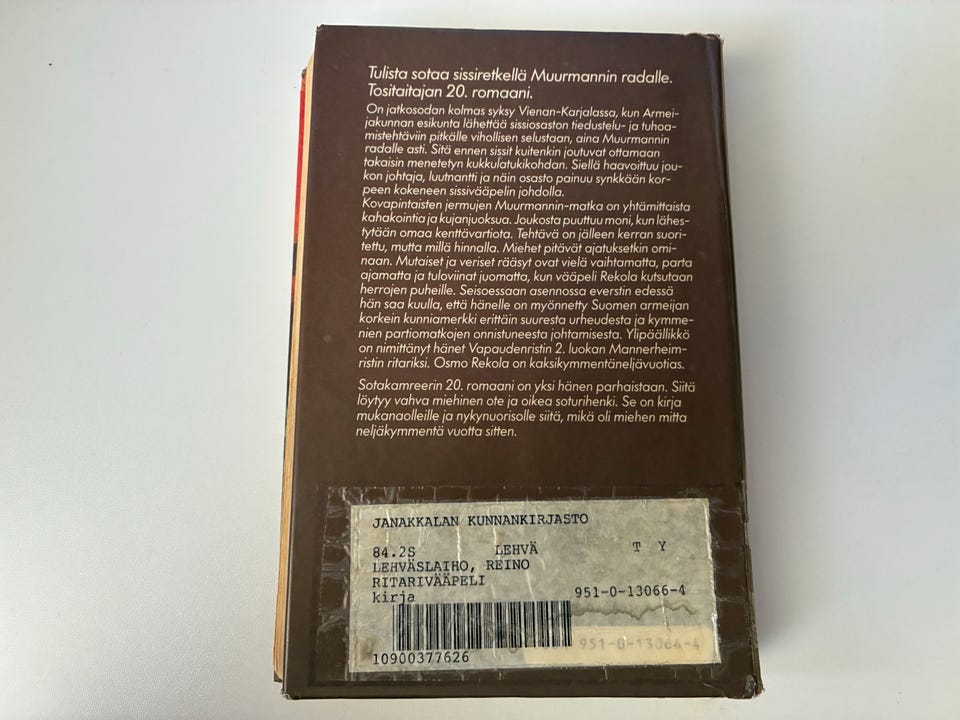 Tulista sotaa sissiretkellä Muurmannin radalle.
Tositaitajan 20. romaani.
On jatkosodan kolmas syksy Vienan-Karjalassa, kun Armei-
jakunnan esikunta lähettää sissiosaston tiedustelu- ja tuhoa-
mistehtäviin pitkälle vihollisen selustaan, aina Muurmannin
radalle asti. Sitä ennen sissit kuitenkin joutuvat ottamaan
takaisin menetetyn kukkulatukikohdan. Siellä haavoittuu jou-
kon johtaja, luutnantti ja näin osasto painuu synkkään kor-
peen kokeneen sissivääpelin johdolla.
Kovapintaisten jermujen Muurmannin-matka on yhtämittaista
kahakointia ja kujanjuoksua. Joukosta puuttuu moni, kun lähes-
tytään omaa kenttävartiota. Tehtävä on jälleen kerran suori-
tettu, mutta millä hinnalla. Miehet pitävät ajatuksetkin omi-
naan. Mutaiset ja veriset rääsyt ovat vielä vaihtamatta, parta
ajamatta ja tuloviinat juomatta, kun vääpeli Rekola kutsutaan
herrojen puheille. Seisoessaan asennossa everstin edessä
hän saa kuulla, että hänelle on myönnetty Suomen armeijan
korkein kunniamerkki erittäin suuresta urheudesta ja kymme-
nien partiomatkojen onnistuneesta johtamisesta. Ylipäällikkö
on nimittänyt hänet Vapaudenristin 2. luokan Mannerheim-
ristin ritariksi. Osmo Rekola on kaksikymmentäneljävuotias.
Sotakamreerin 20. romaani on yksi hänen parhaistaan. Siitä
löytyy vahva miehinen ote ja oikea soturihenki. Se on kirja
mukanaolleille ja nykynuorisolle siitä, mikä oli miehen mitta
neljäkymmentä vuotta sitten.
JANAKKALAN KUNNANKIRJASTO
84.2S LEHVÄ T Y
LEHVÄSLAIHO, REINO
RITARIVÄÄPELI
kirja 951-0-13066-4
951-0-13066-4
10900377626